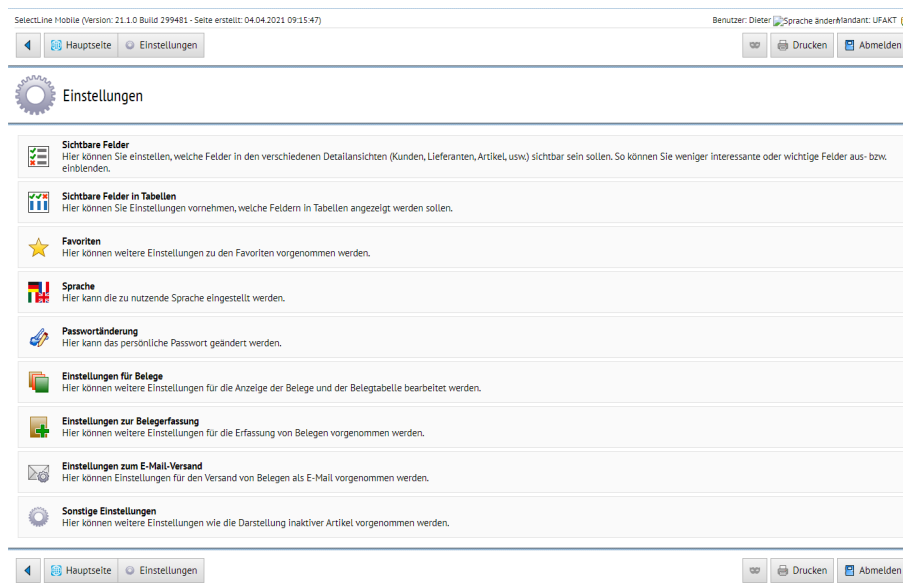 SelectLine Mobile (Version: 21.1.0 Build 299481 - Seite erstellt: 04.04.2021 09:15:47)
Benutzer: Dieter Sprache ändern Mandant: UFAKT (
Hauptseite Einstellungen Drucken Abmelden
Einstellungen
Sichtbare Felder
Hier können Sie einstellen, welche Felder in den verschiedenen Detailansichten (Kunden, Lieferanten, Artikel, usw.) sichtbar sein sollen. So können Sie weniger interessante oder wichtige Felder aus- bzw.
einblenden.
Sichtbare Felder in Tabellen
Hier können Sie Einstellungen vornehmen, welche Feldern in Tabellen angezeigt werden sollen.
Favoriten
Hier können weitere Einstellungen zu den Favoriten vorgenommen werden.
Sprache
Hier kann die zu nutzende Sprache eingestellt werden.
Passwortänderung
Hier kann das persönliche Passwort geändert werden.
Einstellungen für Belege
Hier können weitere Einstellungen für die Anzeige der Belege und der Belegtabelle bearbeitet werden.
Einstellungen zur Belegerfassung
Hier können weitere Einstellungen für die Erfassung von Belegen vorgenommen werden.
Einstellungen zum E-Mail-Versand
Hier können Einstellungen für den Versand von Belegen als E-Mail vorgenommen werden.
Sonstige Einstellungen
Hier können weitere Einstellungen wie die Darstellung inaktiver Artikel vorgenommen werden.
Hauptseite Einstellungen Drucken Abmelden